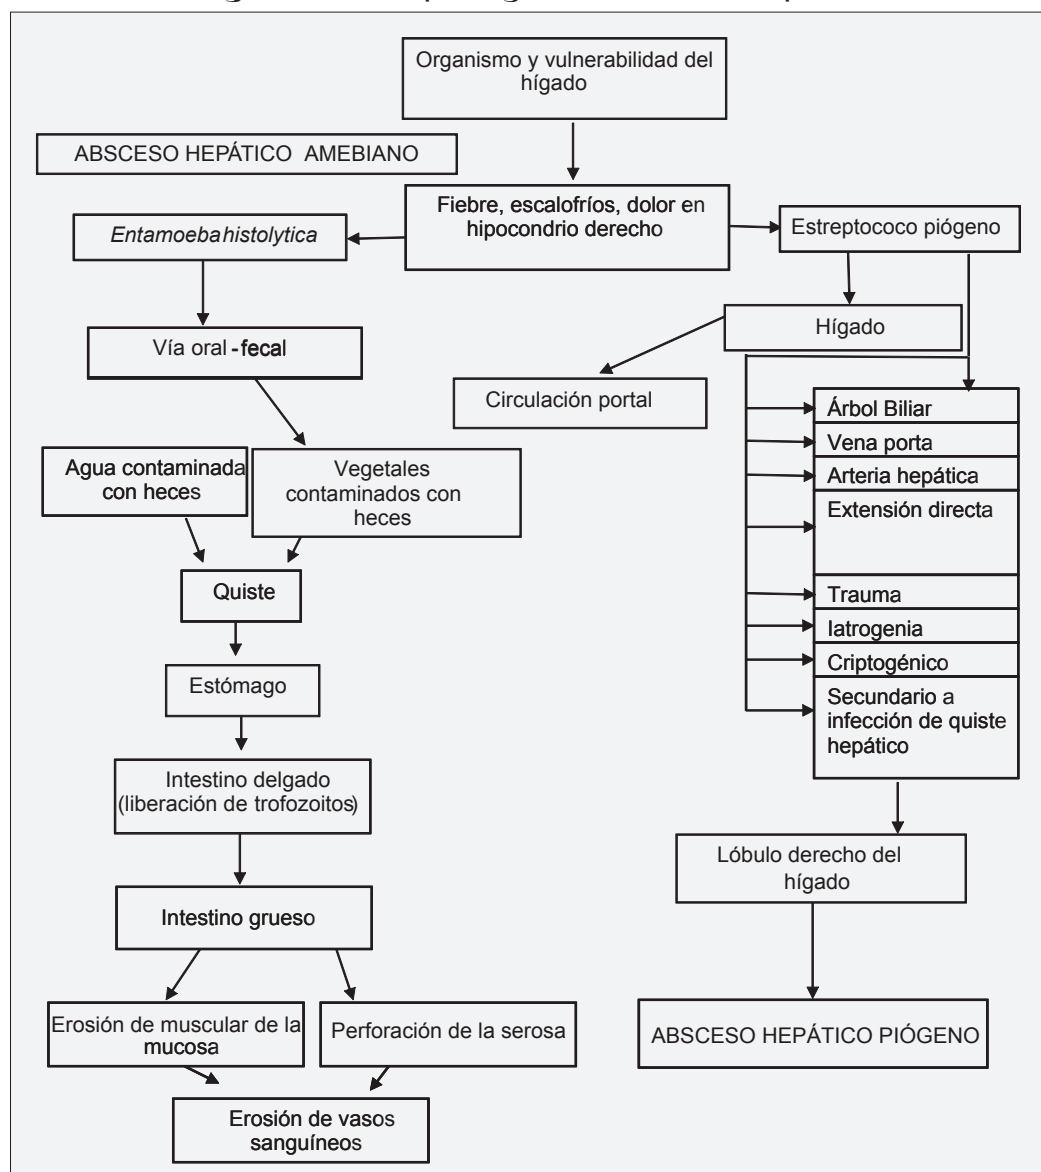 Organismo y vulnerabilidad del
hígado
ABSCESO HEPÁTICO AMEBIANO
Fiebre, escalofríos, dolor en
hipocondrio derecho
Entamoeba histolytica
Estreptococo piógeno
Hígado
Vía oral -fecal
Circulación portal
Árbol Biliar
Vena porta
Arteria hepática
Extensión directa
Trauma
Iatrogenia
Criptogénico
Secundario a
infección de quiste
hepático
Agua contaminada
con heces
Vegetales
contaminados con
heces
Quiste
Estómago
Intestino delgado
(liberación de trofozoitos)
Lóbulo derecho del
hígado
Intestino grueso
Erosión de muscular de la
mucosa
Perforación de la serosa
ABSCESO HEPÁTICO PIÓGENO
Erosión de vasos
sanguíneos